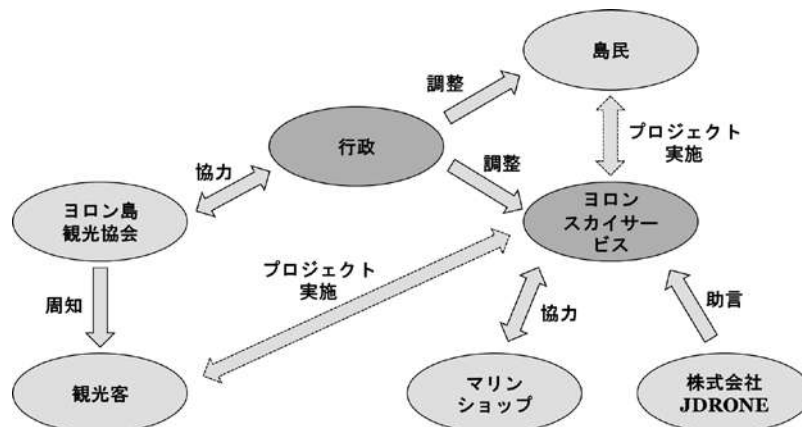 島民
調整
行政
プロジェクト
実施
協力
調整
ヨロン島
観光協会
ヨロン
スカイサー
ビス
プロジェクト
実施
周知
協力
助言
観光客
マリン
ショップ
株式会社
JDRONE